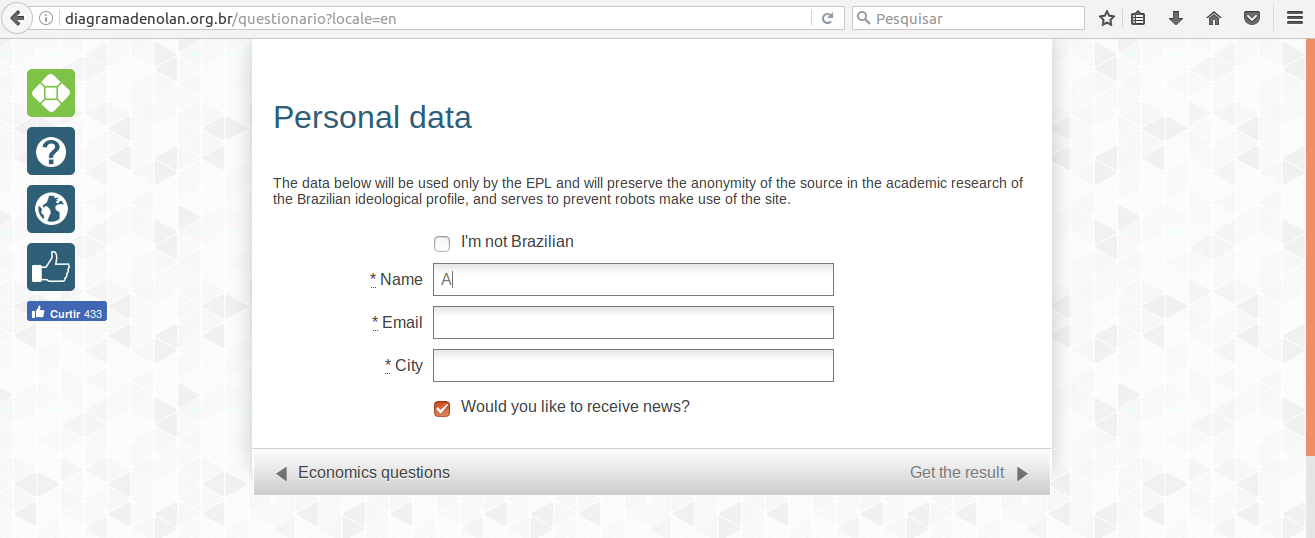 diagramadenolan.org.br/questionario?locale=en
Pesquisar
Personal data
The data below will be used only by the EPL and will preserve the anonymity of the source in the academic research of
the Brazilian ideological profile, and serves to prevent robots make use of the site.
I'm not Brazilian
* Name A
* Email
* City
Would you like to receive news?
Curtir 433
Economics questions
Get the result